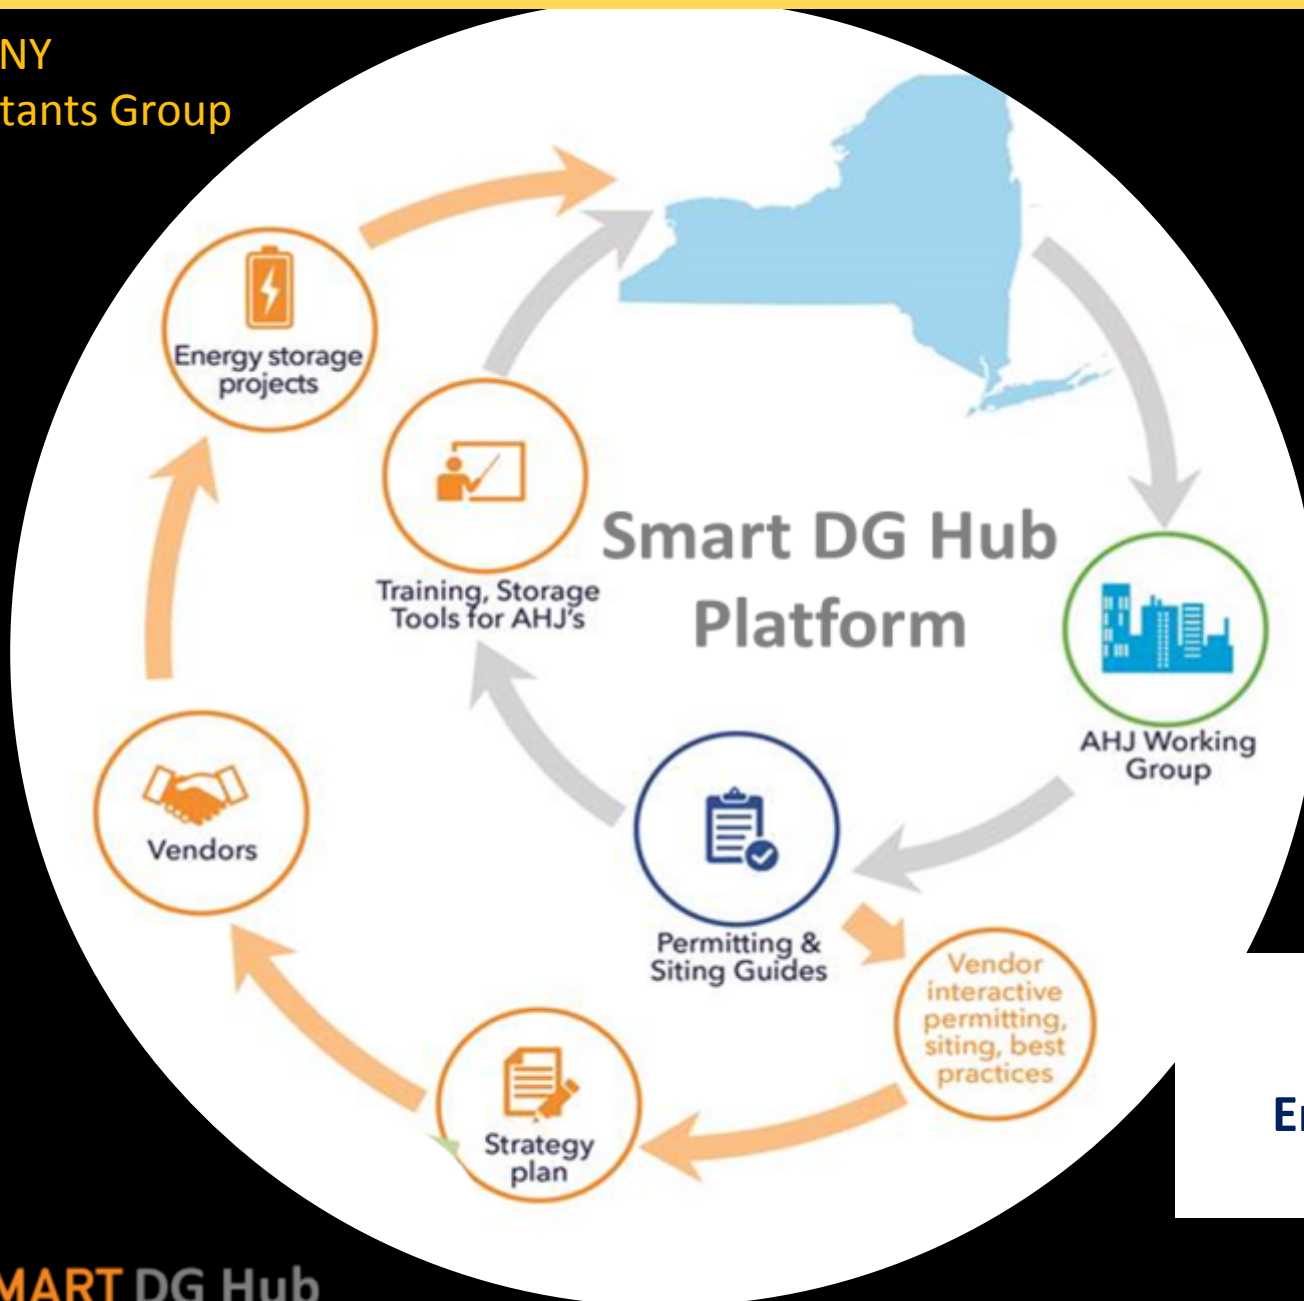 NY
tants Group
Energy storage
projects
Training, Storage
Tools for AHJ's
Smart DG Hub
Platform
AHJ Working
Group
Vendors
Permitting &
Siting Guides
Vendor
interactive
permitting,
siting, best
practices
Strategy
plan
En
MART DG Hub